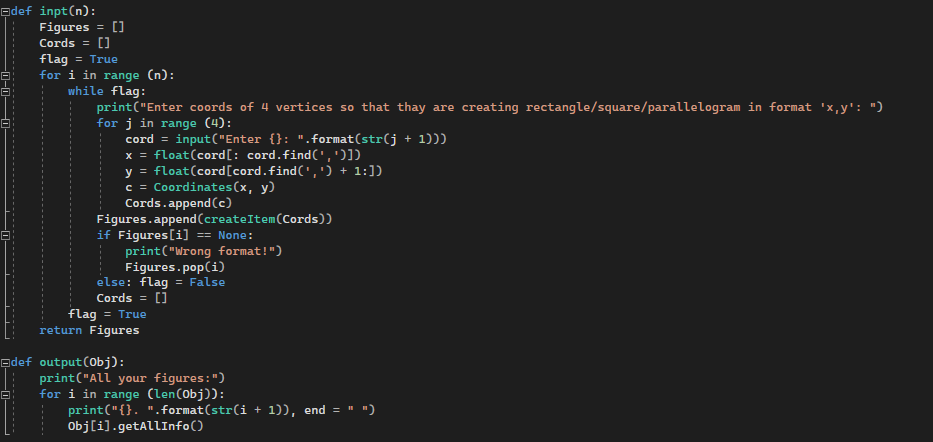 def inpt(n):
    Figures = []
    Cords = []
    flag = True
    for i in range (n):
        while flag:
            print("Enter coords of 4 vertices so that thay are creating rectangle/square/parallelogram in format 'x,y': ")
            for j in range (4):
                cord = input("Enter {}: ".format(str(j + 1)))
                x = float(cord[: cord.find(',')])
                y = float(cord[cord.find(',') + 1:])
                c = Coordinates(x, y)
                Cords.append(c)
            Figures.append(createItem(Cords))
            if Figures[i] == None:
                print("Wrong format!")
                Figures.pop(i)
            else: flag = False
            Cords = []
        flag = True
    return Figures

def output(Obj):
    print("All your figures:")
    for i in range (len(Obj)):
        print("{}. ".format(str(i + 1)), end = " ")
        Obj[i].getAllInfo()